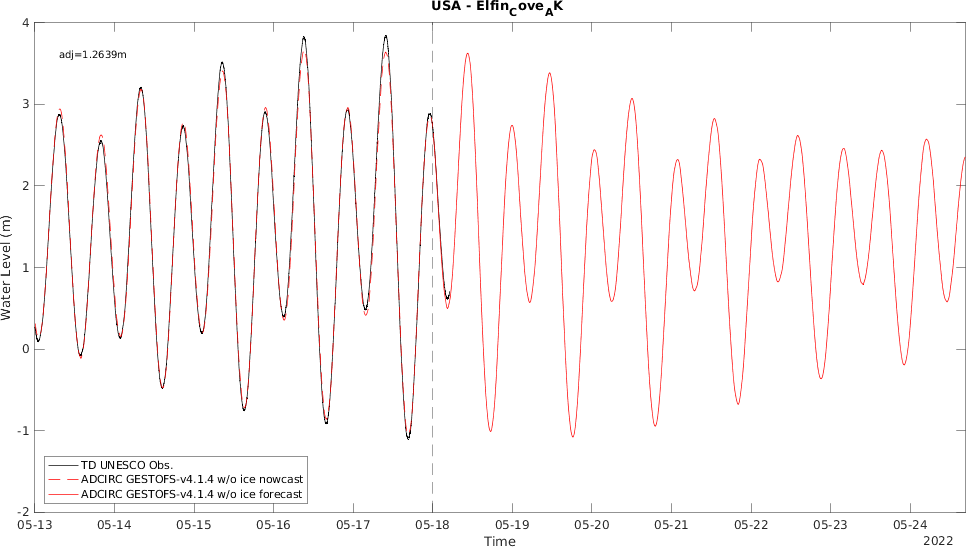 USA - ElfinCoveAK
adj=1.2639m
4
3
2
1
0
-1
-2
Water Level (m)
TD UNESCO Obs.
ADCIRC GESTOFS-v4.1.4 w/o ice nowcast
ADCIRC GESTOFS-v4.1.4 w/o ice forecast
05-13 05-14 05-15 05-16 05-17 05-18 05-19 05-20 05-21 05-22 05-23 05-24
Time
2022